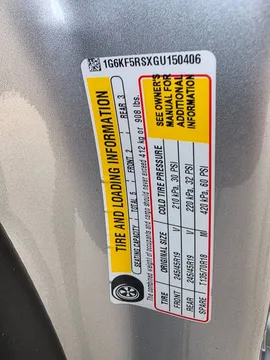 1G6KF5RSXGU150406
TIRE AND LOADING INFORMATION
SEATING CAPACITY TOTAL 5 FRONT 2 REAR 3
The combined weight of occupants and cargo should never exceed 412 kg or 908 lbs.
TIRE ORIGINAL SIZE COLD TIRE PRESSURE
FRONT 245/45R19 V 210 kPa, 30 PSI
REAR 245/45R19 V 220 kPa, 32 PSI
SPARE T135/70R18 M 420 kPa, 60 PSI
SEE OWNER'S
MANUAL FOR
ADDITIONAL
INFORMATION